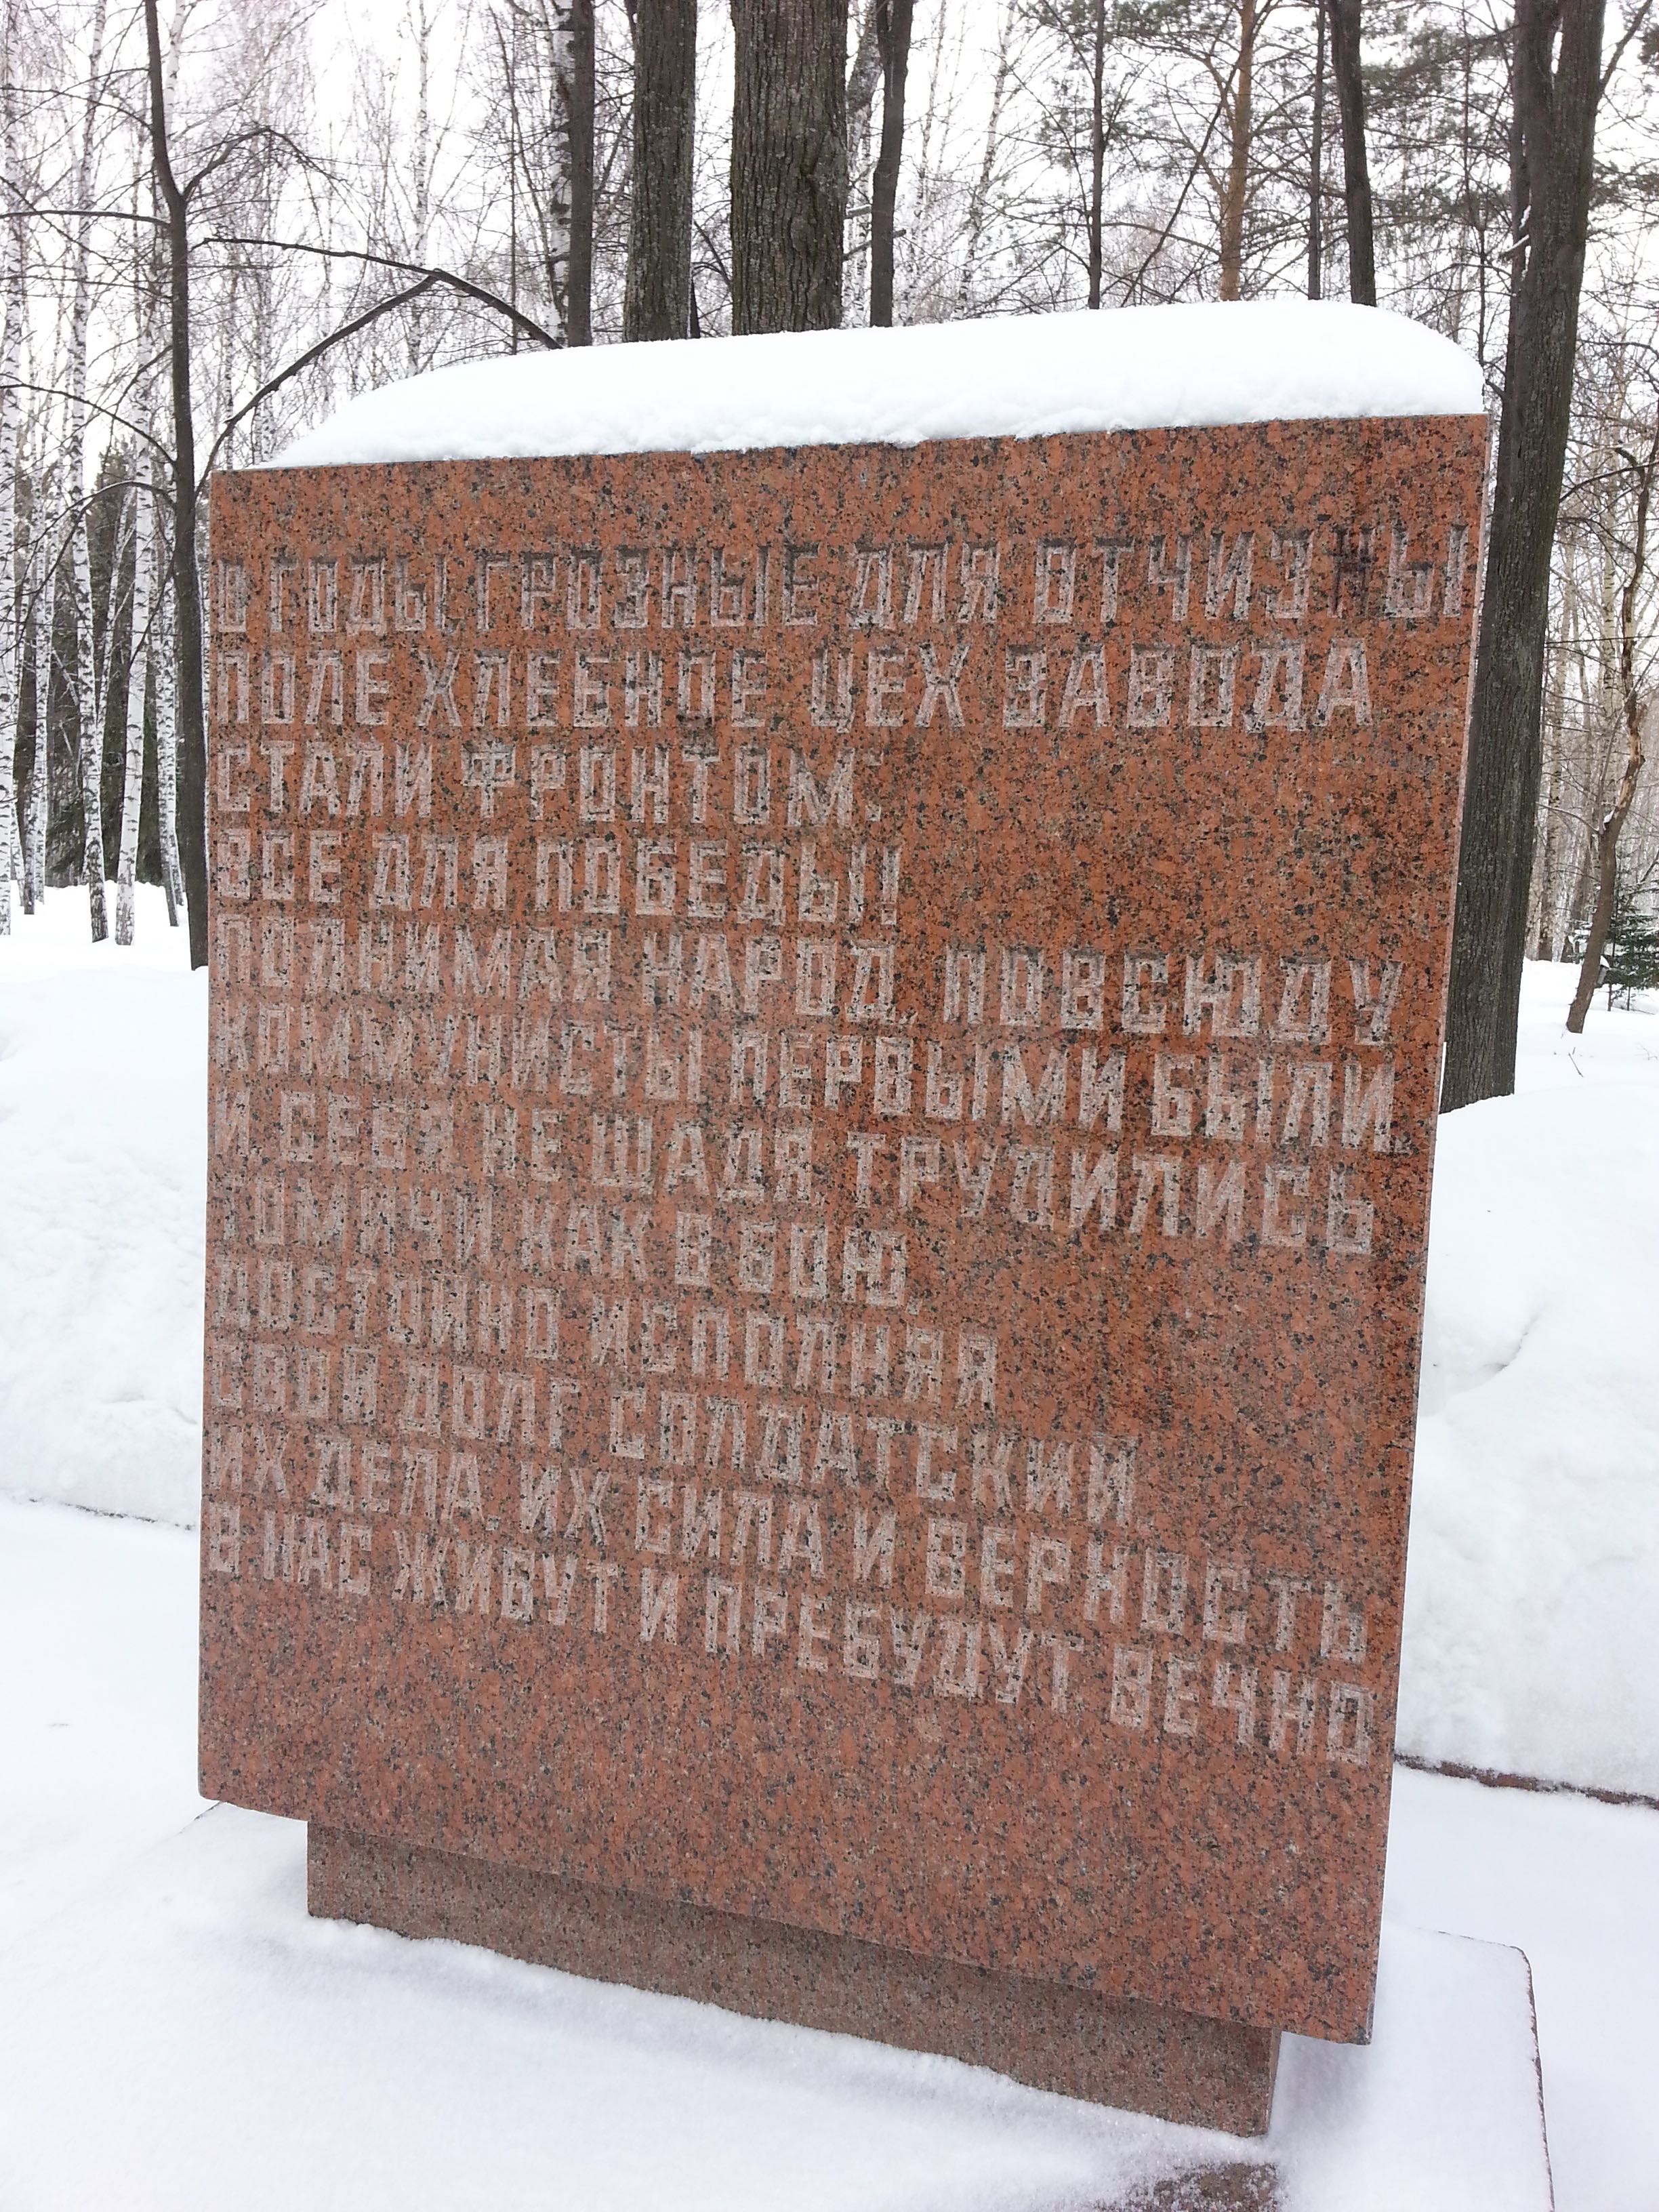 В ГОДЫ ГРОЗНЫЕ ДЛЯ ОТЧИЗНЫ
ПОЛЕ ХЛЕБНОЕ ЦЕХ ЗАВОДА
СТАЛИ ФРОНТОМ.
ВСЕ ДЛЯ ПОБЕДЫ!
ПОДНИМАЯ НАРОД, ПОВСЮДУ
КОММУНИСТЫ ПЕРВЫМИ БЫЛИ.
И СЕБЯ НЕ ЩАДЯ, ТРУДИЛИСЬ
ТОМИЧИ КАК В БОЮ,
ДОСТОЙНО ИСПОЛНЯЯ
СВОЙ ДОЛГ СОЛДАТСКИЙ.
ИХ ДЕЛА, ИХ СИЛА И ВЕРНОСТЬ
В НАС ЖИВУТ И ПРЕБУДУТ ВЕЧНО